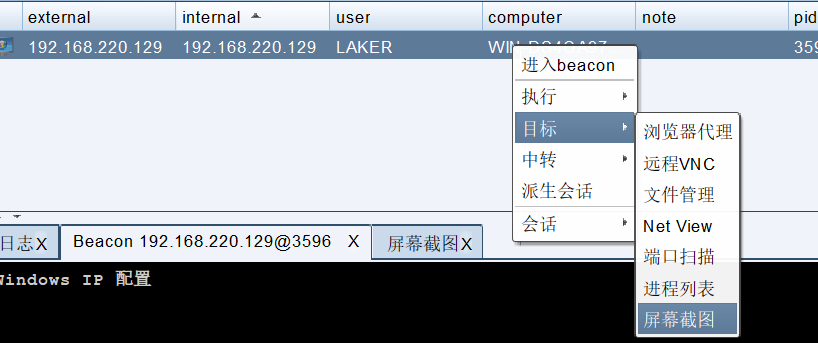 external internal user computer note pid
192.168.220.129 192.168.220.129 LAKER
进入beacon
执行
目标
中转
派生会话
会话
浏览器代理
远程VNC
文件管理
Net View
端口扫描
进程列表
屏幕截图
日志X Beacon 192.168.220.129@3596 X 屏幕截图X
Windows IP 配置